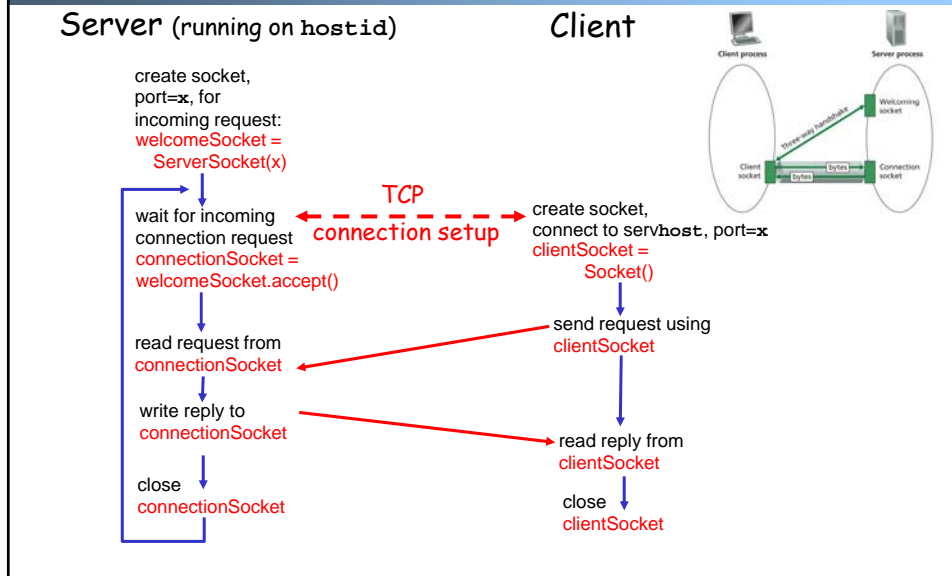 Server (running on hostid)
create socket,
port=x, for
incoming request:
welcomeSocket =
ServerSocket(x)
wait for incoming
connection request
connectionSocket =
welcomeSocket.accept()
read request from
connectionSocket
write reply to
connectionSocket
close
connectionSocket
TCP
connection setup
Client
create socket,
connect to servhost, port=x
clientSocket =
Socket()
send request using
clientSocket
read reply from
clientSocket
close
clientSocket
Client process
Server process
Welcoming
socket
Three-way handshake
Client
socket
bytes
bytes
Connection
socket